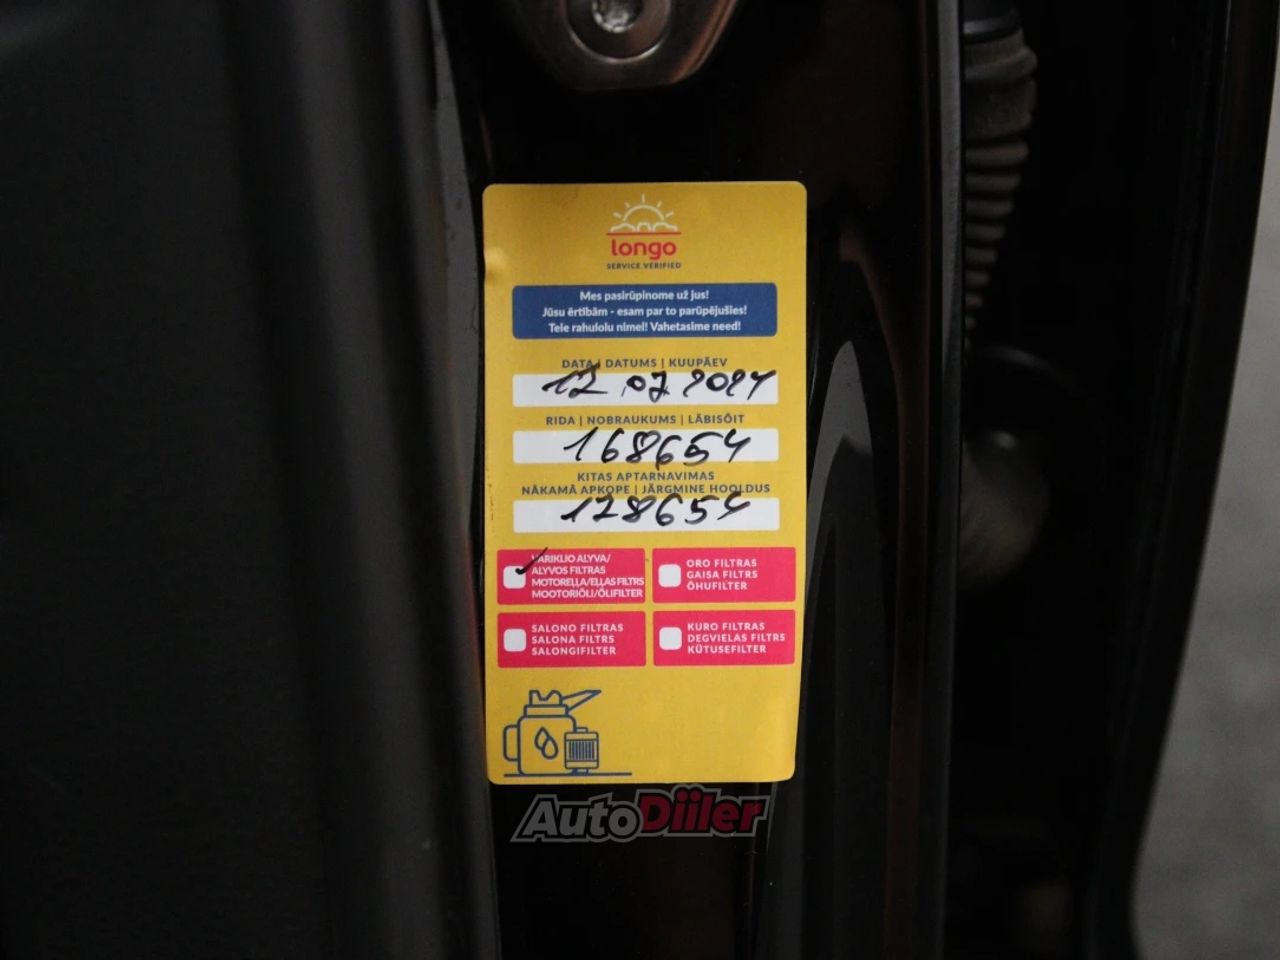 longo
SERVICE VERIFIED
Mes pasirūpinome už jus!
Jūsu ērtībām - esam par to parūpējušies!
Teie rahulolu nimel! Vahetasime need!
DATA | DATUMS | KUUPÄEV
17.07.2024
RIDA | NOBRAUKUMS | LÄBISÕIT
168654
KITAS APTARNAVIMAS
NĀKAMĀ APKOPE | JÄRGMINE HOOLDUS
178654
VARIKLIO ALYVA/
ALYVOS FILTRAS
MOTOREĻĻA/EĻĻAS FILTRS
MOOTORIÕLI/ÕLIFILTER
ORO FILTRAS
GAISA FILTRS
ÕHUFILTER
SALONO FILTRAS
SALONA FILTRS
SALONGIFILTER
KURO FILTRAS
DEGVIELAS FILTRS
KÜTUSEFILTER
AutoDiiler